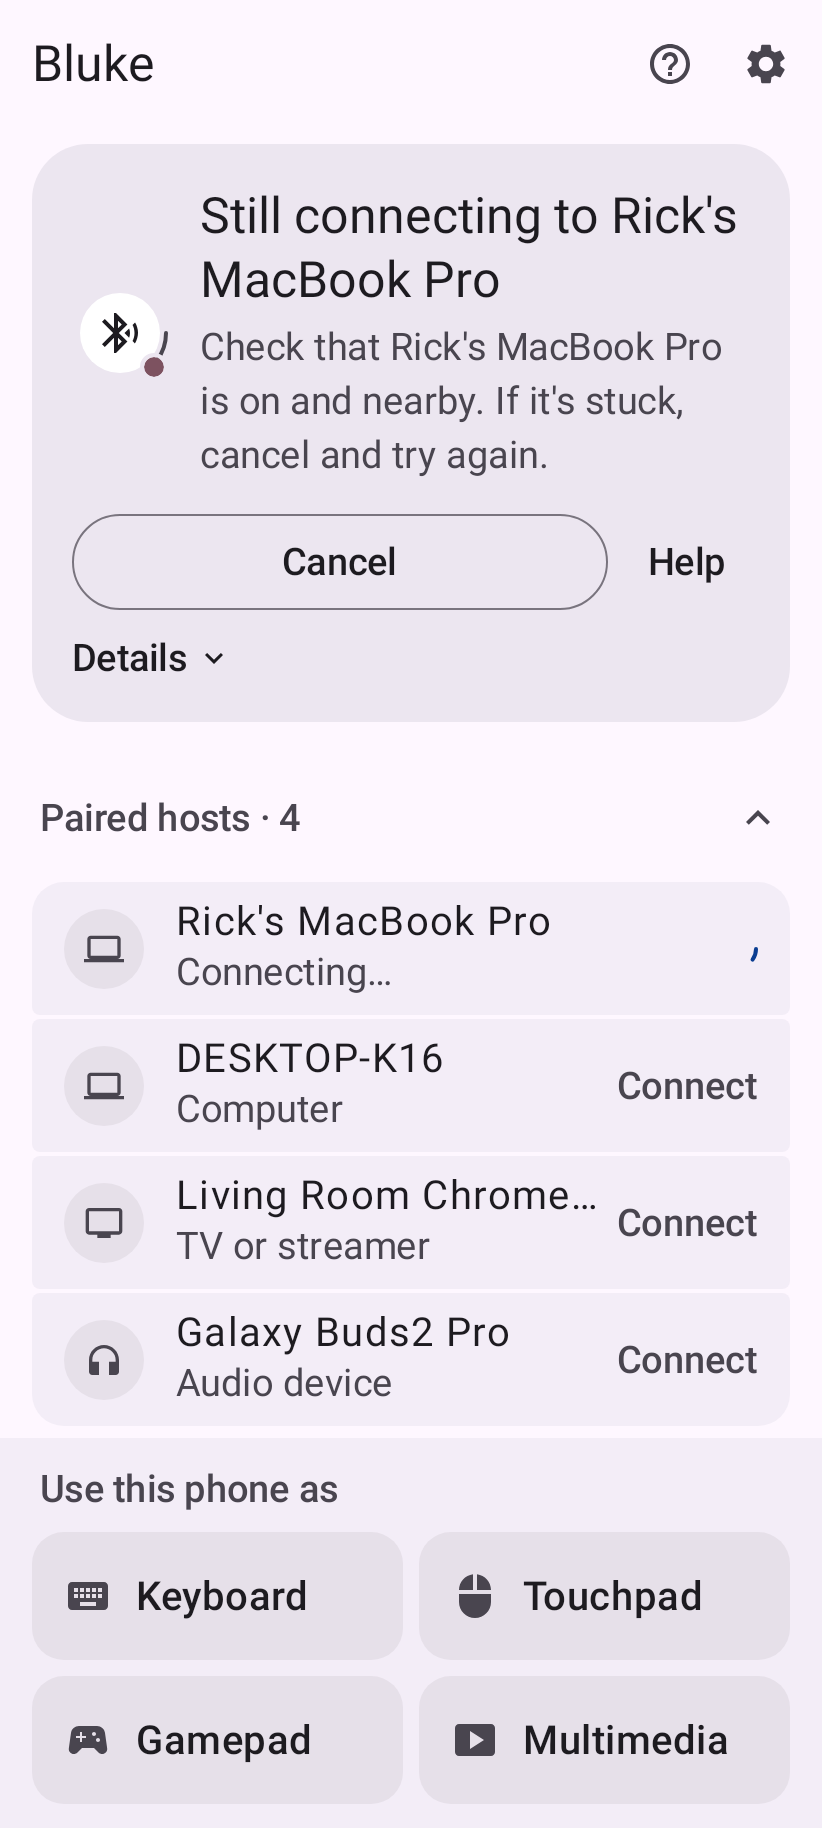 Bluke
Still connecting to Rick's
MacBook Pro
Check that Rick's MacBook Pro
is on and nearby. If it's stuck,
cancel and try again.
Cancel
Help
Details
Paired hosts · 4
Rick's MacBook Pro
Connecting…
DESKTOP-K16
Computer
Connect
Living Room Chrome…
TV or streamer
Connect
Galaxy Buds2 Pro
Audio device
Connect
Use this phone as
Keyboard
Touchpad
Gamepad
Multimedia